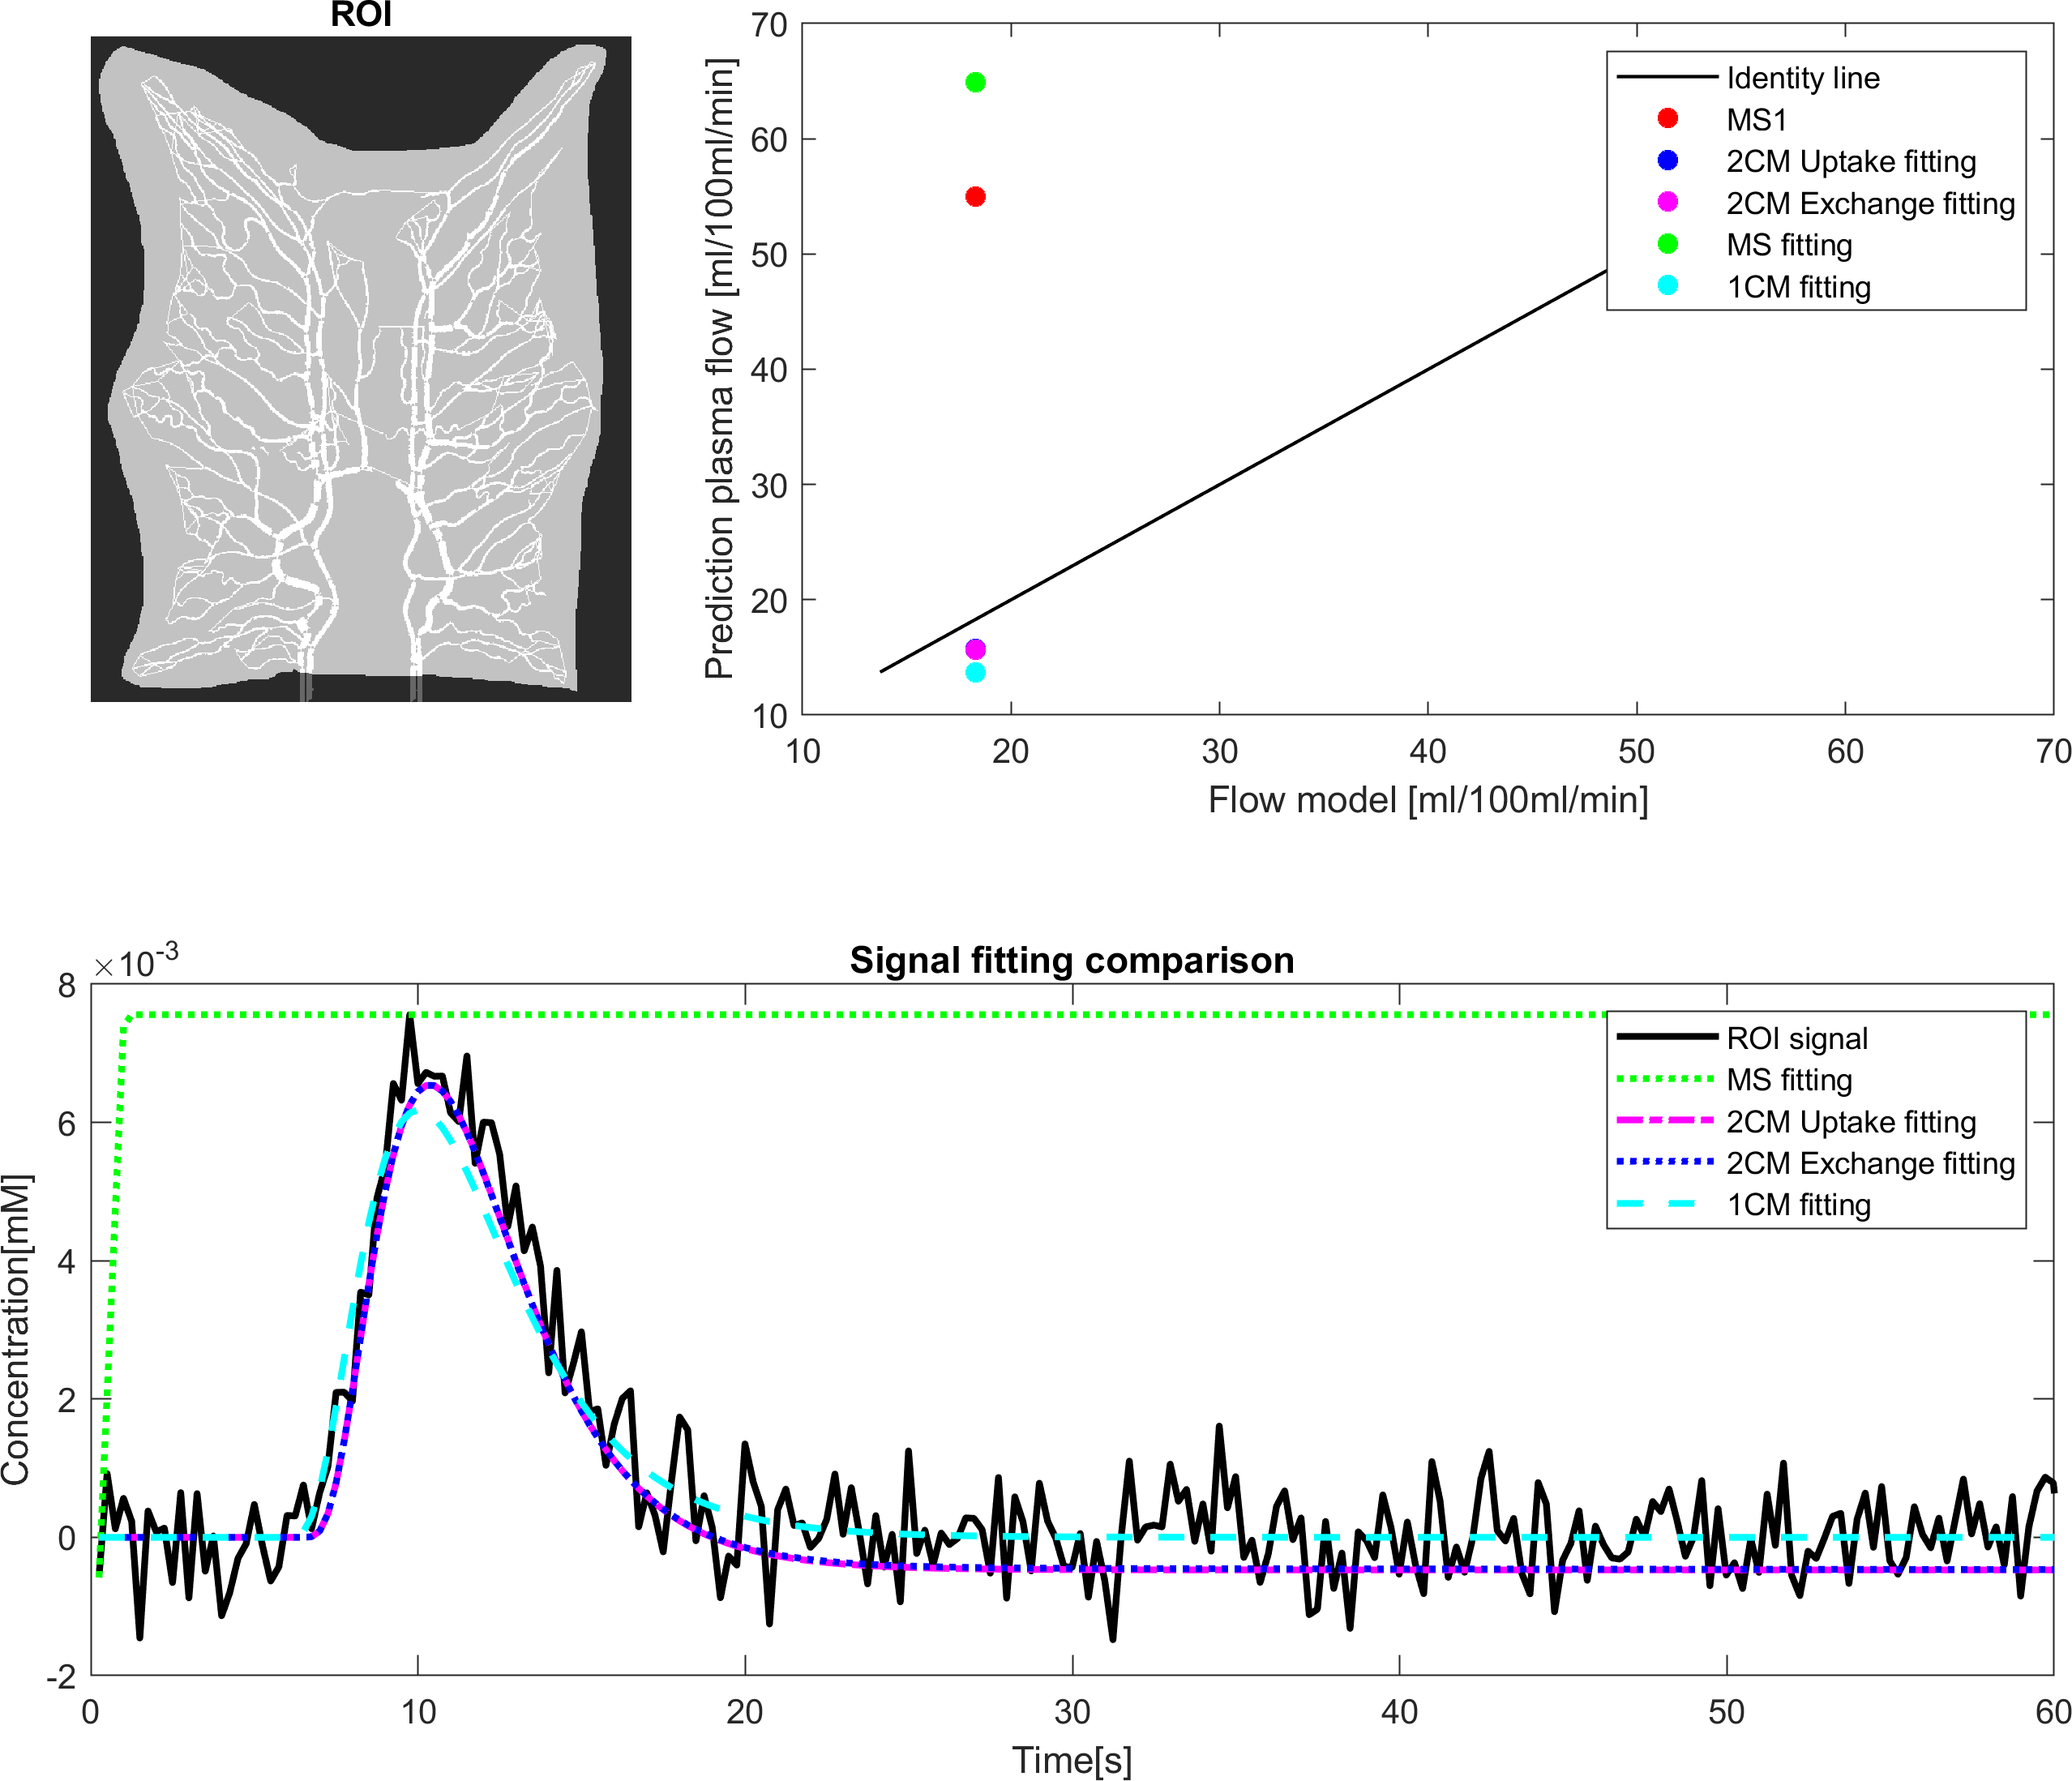 ROI
Prediction plasma flow [ml/100ml/min]
70
60
50
40
30
20
10
10 20 30 40 50 60 70
Flow model [ml/100ml/min]
Identity line
MS1
2CM Uptake fitting
2CM Exchange fitting
MS fitting
1CM fitting
Signal fitting comparison
×10-3
Concentration[mM]
8
6
4
2
0
-2
0 10 20 30 40 50 60
Time[s]
ROI signal
MS fitting
2CM Uptake fitting
2CM Exchange fitting
1CM fitting